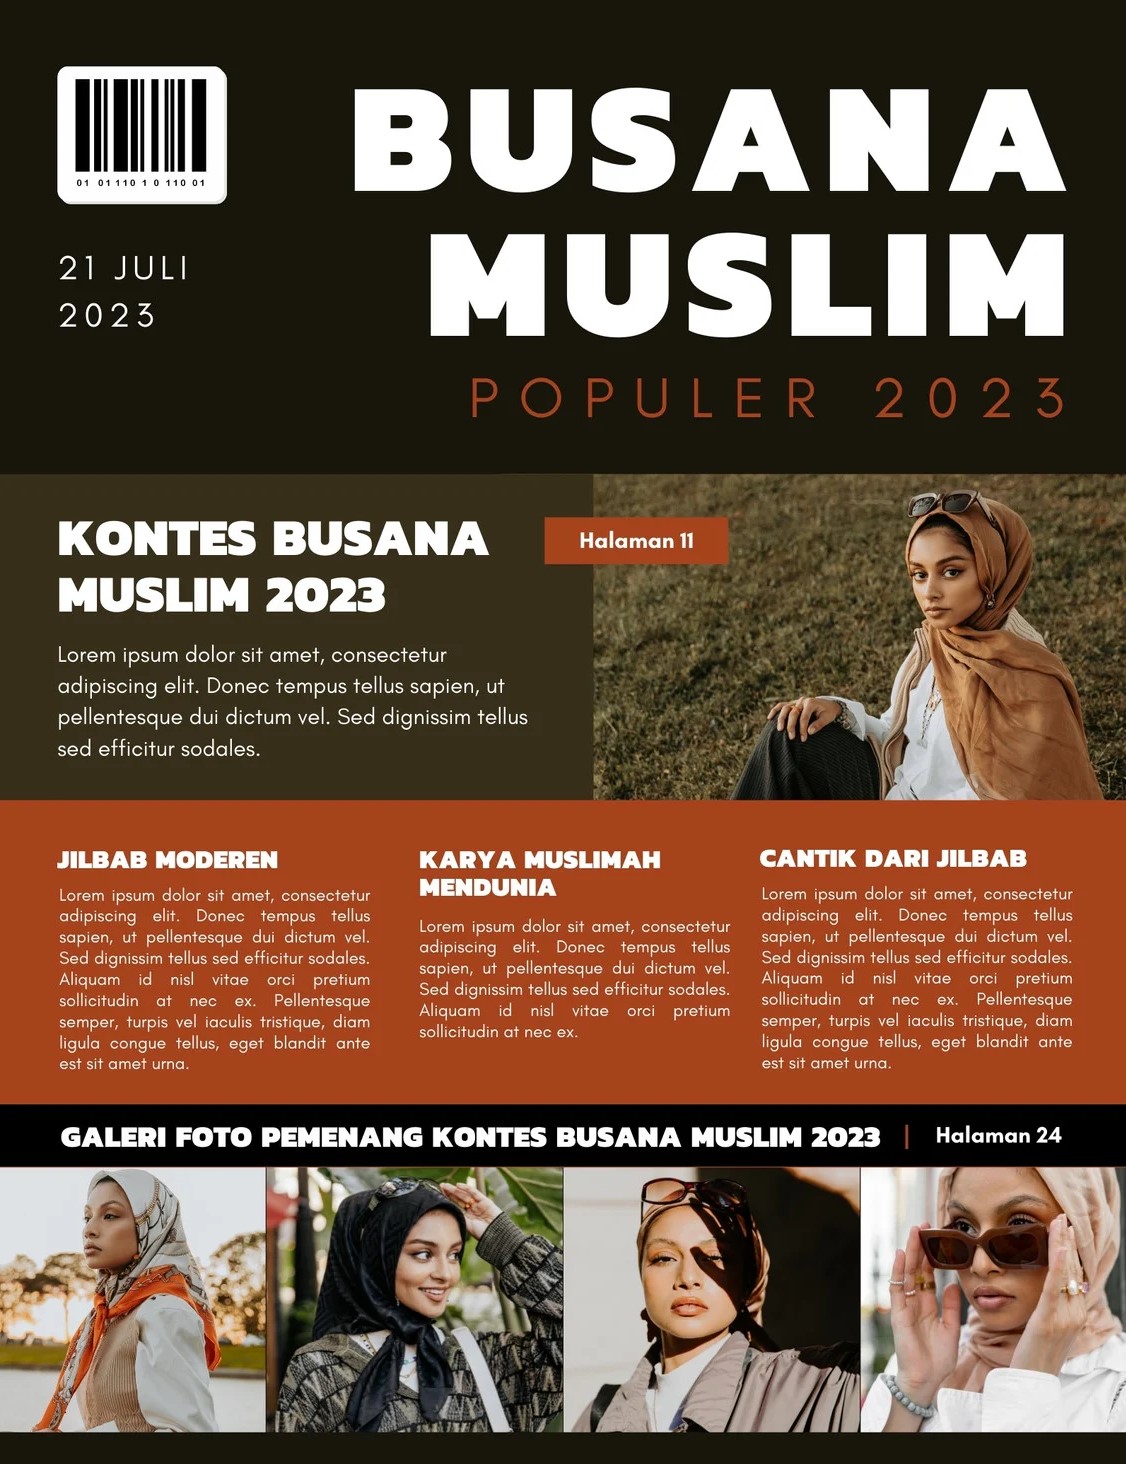 01 01 110 1 0 110 01
21 JULI
2023
BUSANA
MUSLIM
POPULER 2023
KONTES BUSANA
MUSLIM 2023
Lorem ipsum dolor sit amet, consectetur
adipiscing elit. Donec tempus tellus sapien, ut
pellentesque dui dictum vel. Sed dignissim tellus
sed efficitur sodales.
Halaman 11
JILBAB MODEREN
Lorem ipsum dolor sit amet, consectetur
adipiscing elit. Donec tempus tellus
sapien, ut pellentesque dui dictum vel.
Sed dignissim tellus sed efficitur sodales.
Aliquam id nisl vitae orci pretium
sollicitudin at nec ex. Pellentesque
semper, turpis vel iaculis tristique, diam
ligula congue tellus, eget blandit ante
est sit amet urna.
KARYA MUSLIMAH
MENDUNIA
Lorem ipsum dolor sit amet, consectetur
adipiscing elit. Donec tempus tellus
sapien, ut pellentesque dui dictum vel.
Sed dignissim tellus sed efficitur sodales.
Aliquam id nisl vitae orci pretium
sollicitudin at nec ex.
CANTIK DARI JILBAB
Lorem ipsum dolor sit amet, consectetur
adipiscing elit. Donec tempus tellus
sapien, ut pellentesque dui dictum vel.
Sed dignissim tellus sed efficitur sodales.
Aliquam id nisl vitae orci pretium
sollicitudin at nec ex. Pellentesque
semper, turpis vel iaculis tristique, diam
ligula congue tellus, eget blandit ante
est sit amet urna.
GALERI FOTO PEMENANG KONTES BUSANA MUSLIM 2023 | Halaman 24